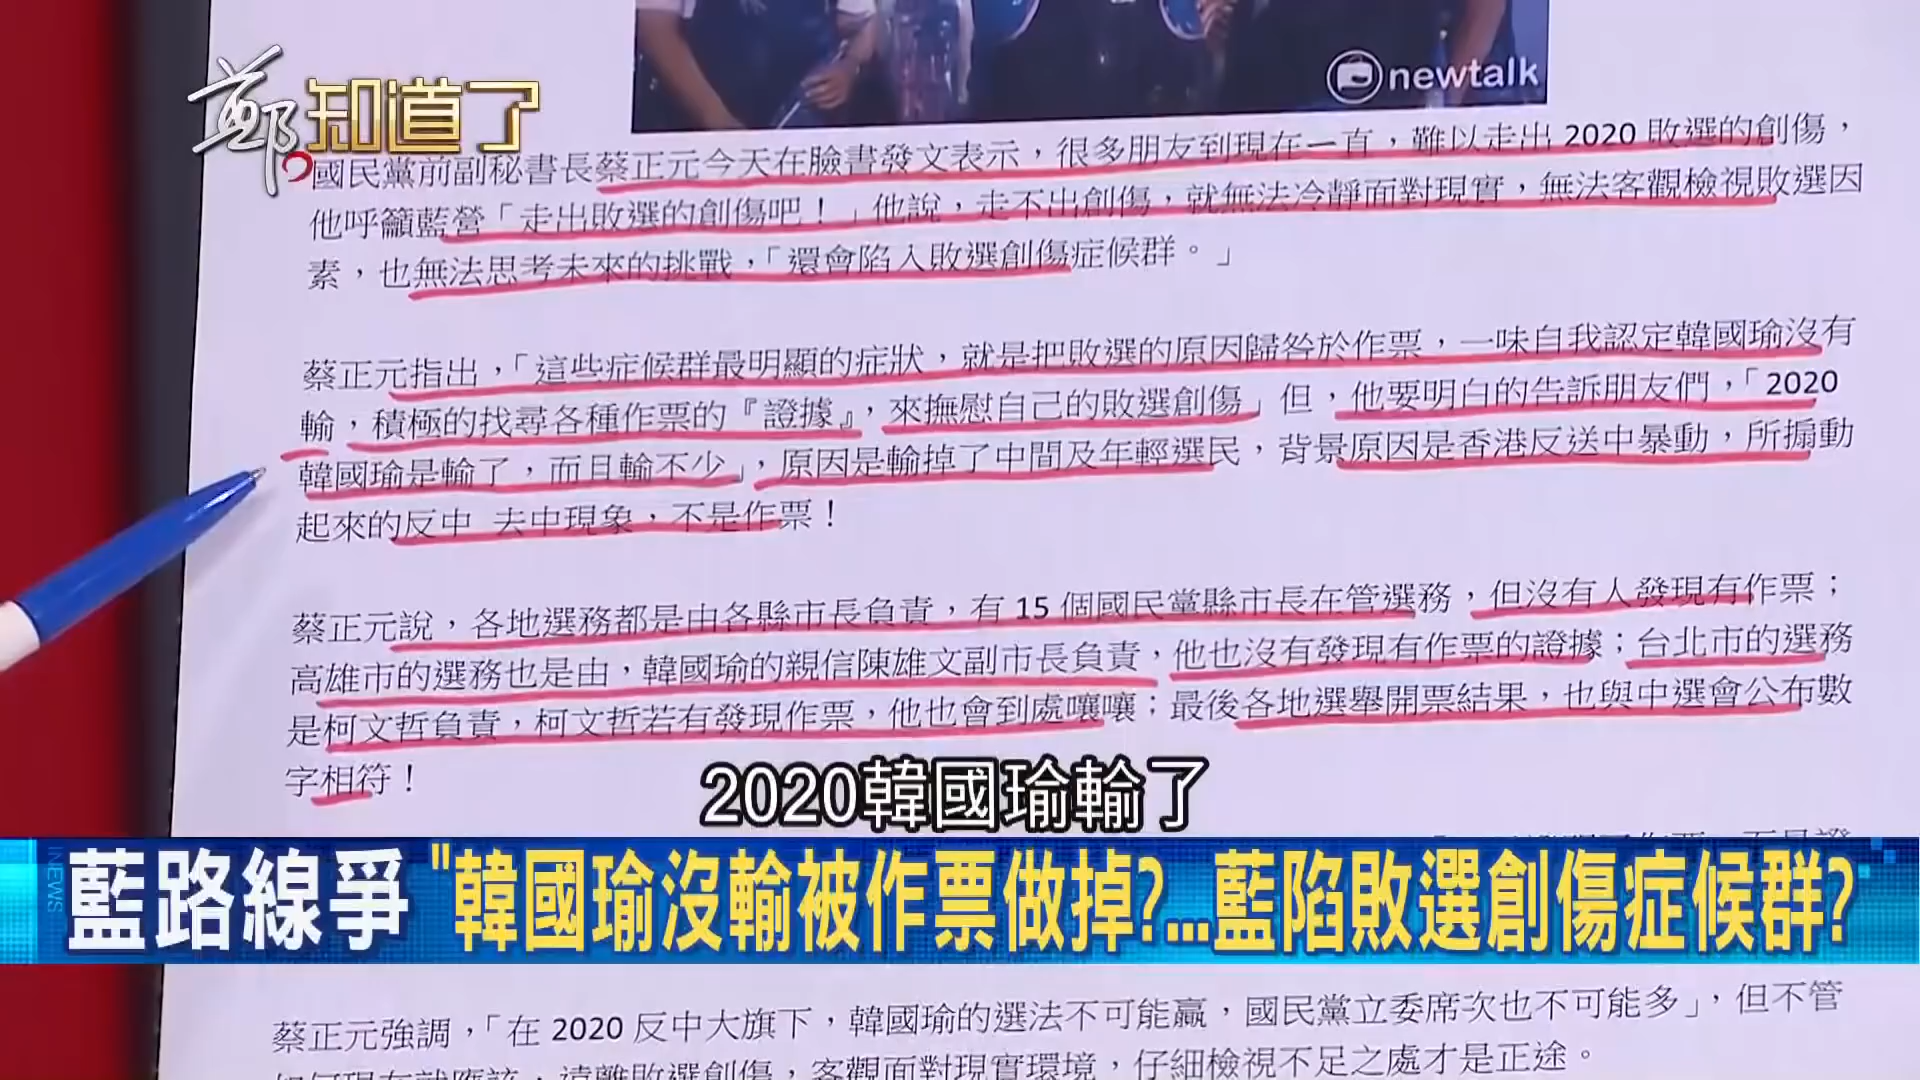 newtalk
鄭知道了
國民黨前副秘書長蔡正元今天在臉書發文表示，很多朋友到現在一直，難以走出 2020 敗選的創傷，
他呼籲藍營「走出敗選的創傷吧！」他說，走不出創傷，就無法冷靜面對現實，無法客觀檢視敗選因
素，也無法思考未來的挑戰，「還會陷入敗選創傷症候群。」
蔡正元指出，「這些症候群最明顯的症狀，就是把敗選的原因歸咎於作票，一味自我認定韓國瑜沒有
輸，積極的找尋各種作票的『證據』，來撫慰自己的敗選創傷」但，他要明白的告訴朋友們，「2020
韓國瑜是輸了，而且輸不少」，原因是輸掉了中間及年輕選民，背景原因是香港反送中暴動，所搧動
起來的反中 去中現象，不是作票！
蔡正元說，各地選務都是由各縣市長負責，有 15 個國民黨縣市長在管選務，但沒有人發現有作票；
高雄市的選務也是由，韓國瑜的親信陳雄文副市長負責，他也沒有發現有作票的證據；台北市的選務
是柯文哲負責，柯文哲若有發現作票，他也會到處嚷嚷；最後各地選舉開票結果，也與中選會公布數
字相符！
2020韓國瑜輸了
INEWS
藍路線爭 "韓國瑜沒輸被作票做掉?...藍陷敗選創傷症候群?
蔡正元強調，「在 2020 反中大旗下，韓國瑜的選法不可能贏，國民黨立委席次也不可能多」，但不管
如何現在就應該，遠離敗選創傷，客觀面對現實環境，仔細檢視不足之處才是正途。